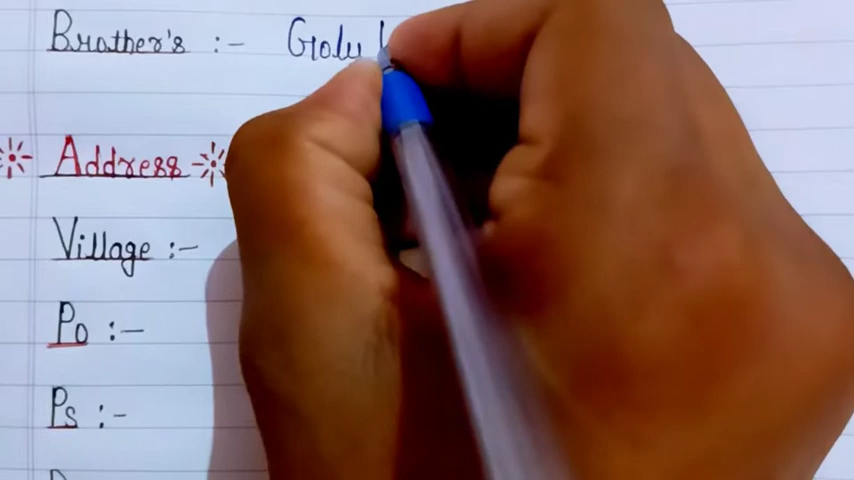 Brother's :- Golu
Address
Village :-
Po :-
Ps :-